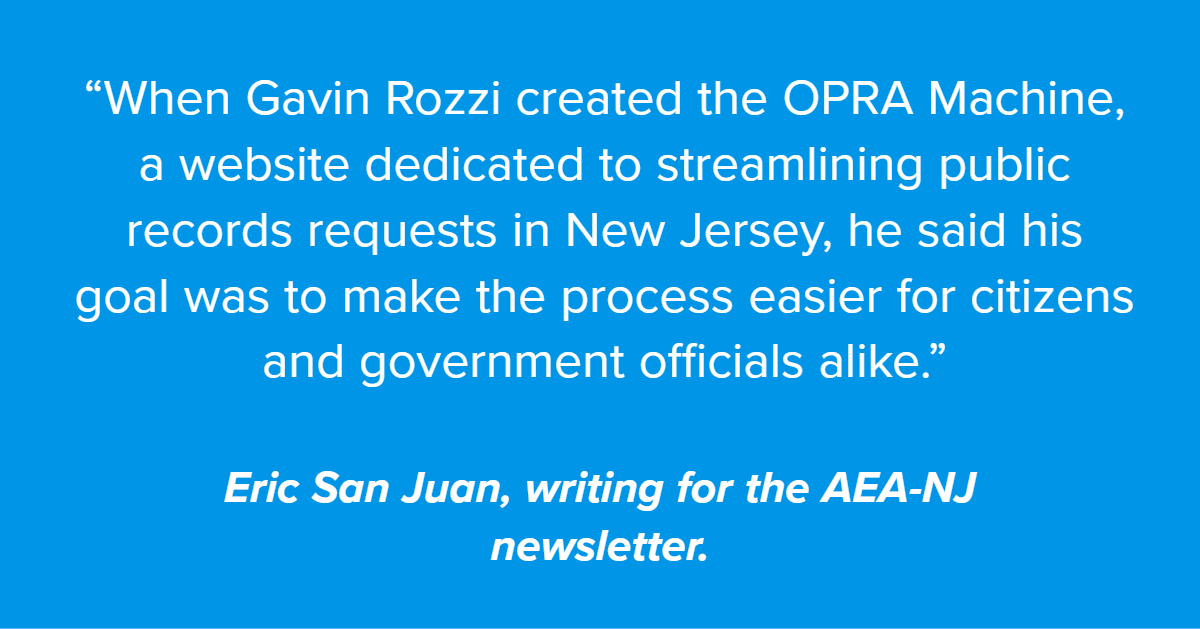 “When Gavin Rozzi created the OPRA Machine,
a website dedicated to streamlining public
records requests in New Jersey, he said his
goal was to make the process easier for citizens
and government officials alike.”
Eric San Juan, writing for the AEA-NJ
newsletter.